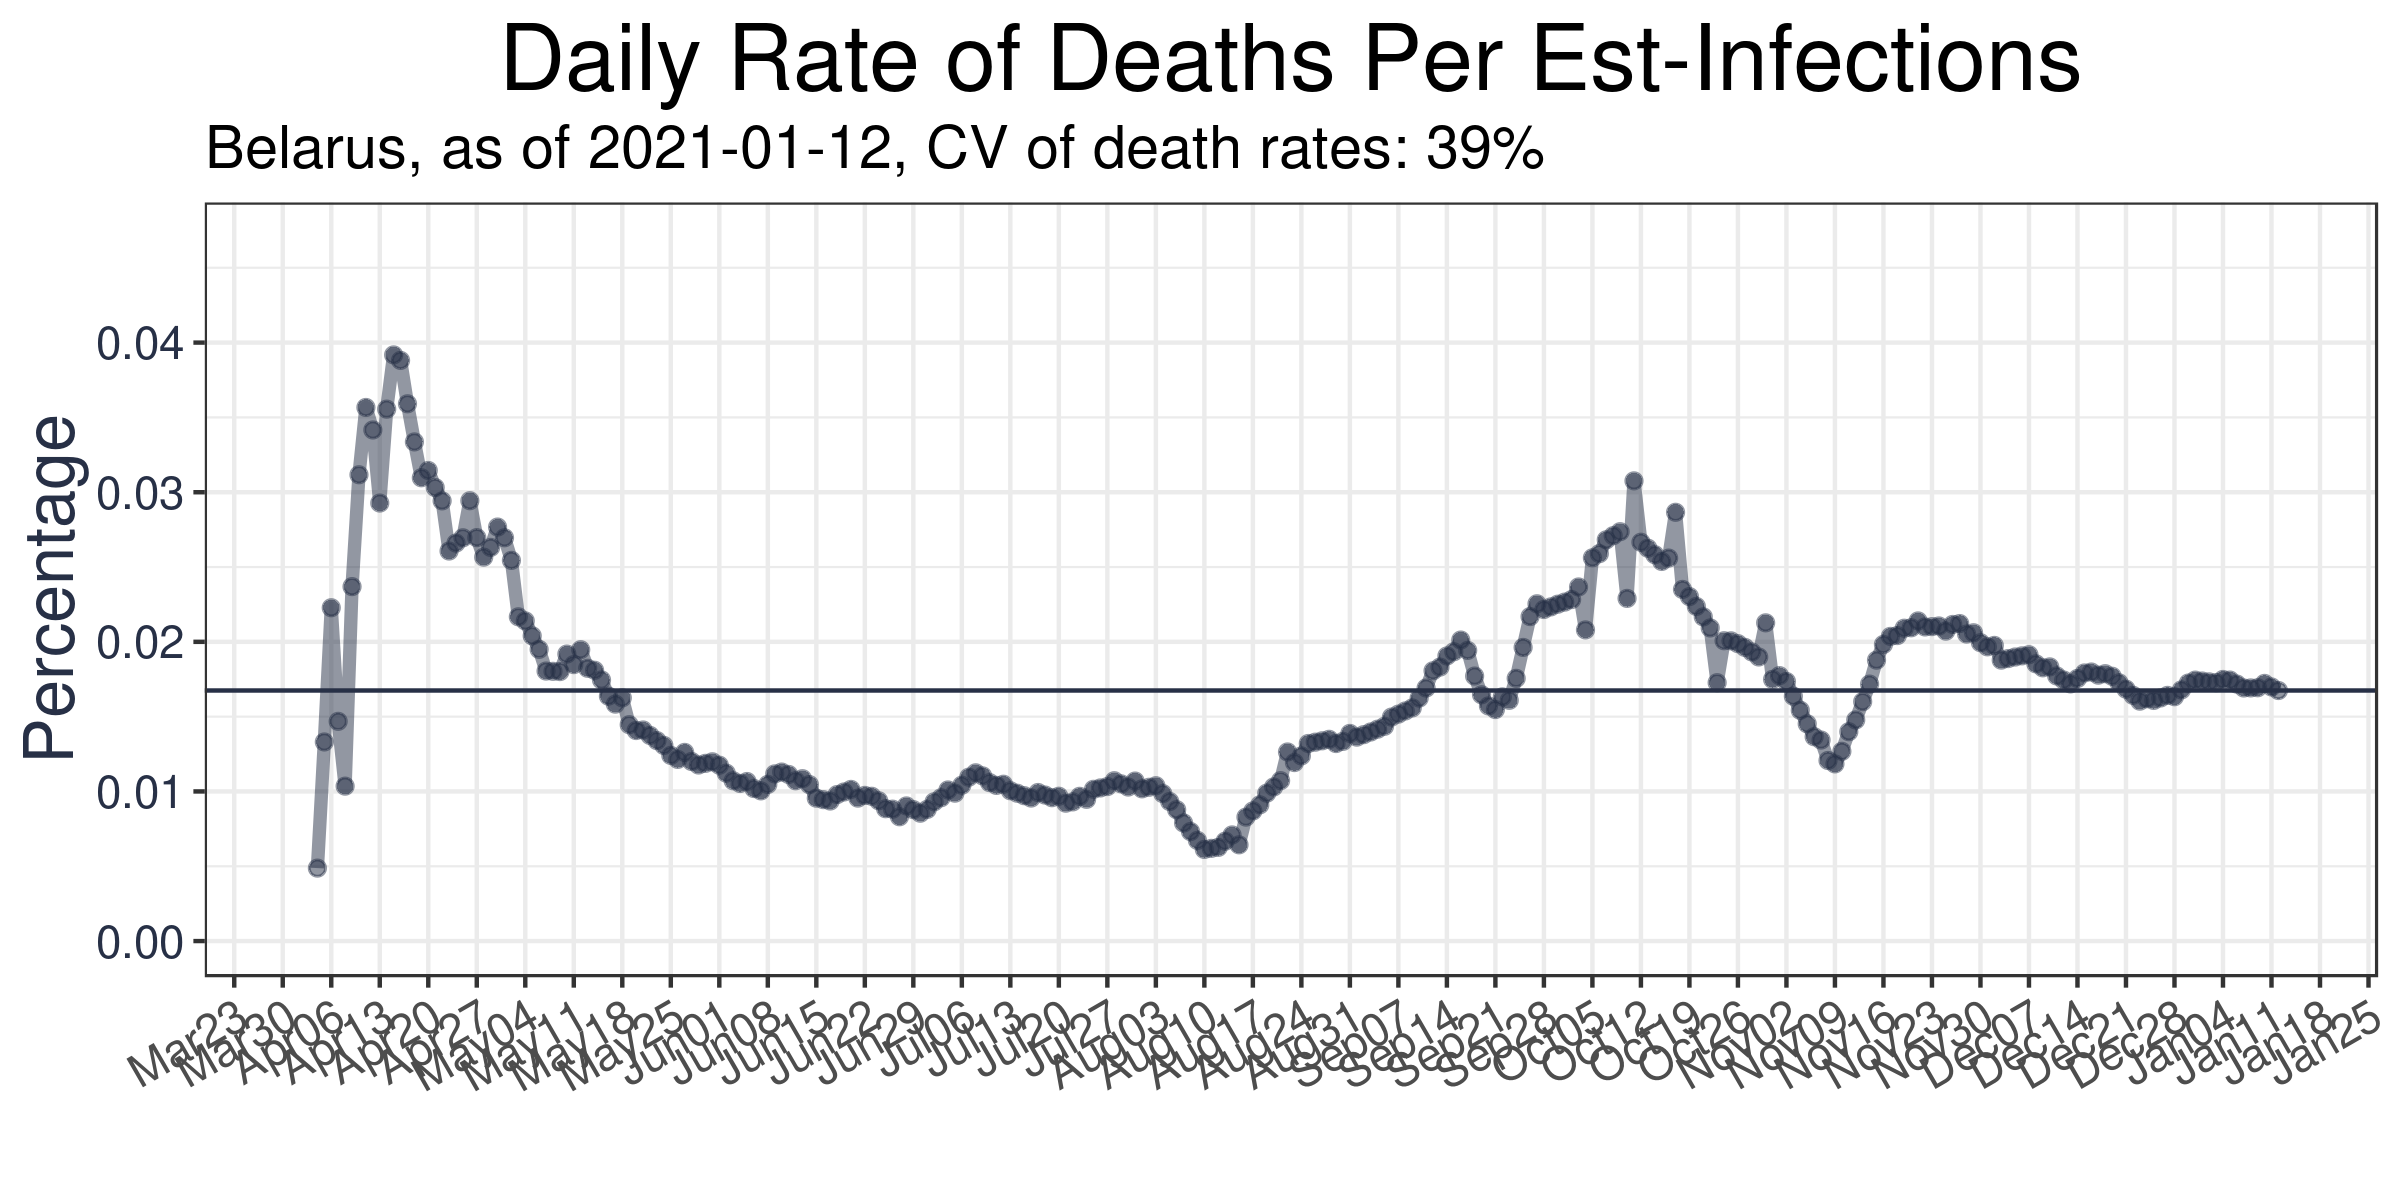 Daily Rate of Deaths Per Est-Infections
Belarus, as of 2021-01-12, CV of death rates: 39%
Percentage
0.04
0.03
0.02
0.01
0.00
Mar23
Mar30
Apr06
Apr13
Apr20
Apr27
May04
May11
May18
May25
Jun01
Jun08
Jun15
Jun22
Jun29
Jul06
Jul13
Jul20
Jul27
Aug03
Aug10
Aug17
Aug24
Aug31
Sep07
Sep14
Sep21
Sep28
Oct05
Oct12
Oct19
Oct26
Nov02
Nov09
Nov16
Nov23
Nov30
Dec07
Dec14
Dec21
Dec28
Jan04
Jan11
Jan18
Jan25